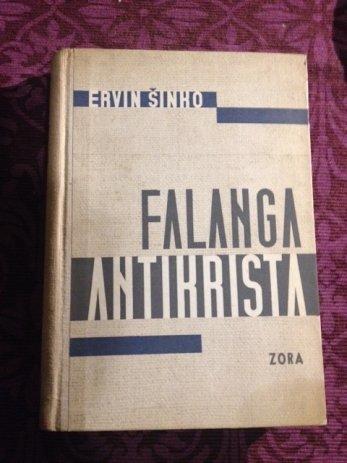 ERVIN ŠINKO
FALANGA
ANTIKRISTA
ZORA